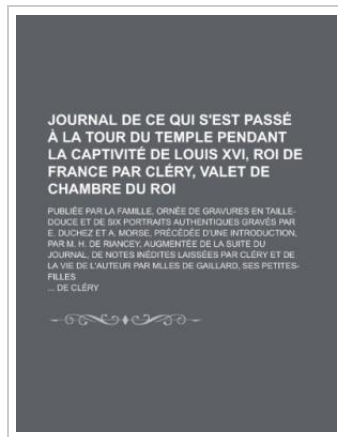 JOURNAL DE CE QUI S'EST PASSÉ
À LA TOUR DU TEMPLE PENDANT
LA CAPTIVITÉ DE LOUIS XVI, ROI DE
FRANCE PAR CLÉRY, VALET DE
CHAMBRE DU ROI
PUBLIÉE PAR LA FAMILLE, ORNÉE DE GRAVURES EN TAILLE-
DOUCE ET DE SIX PORTRAITS AUTHENTIQUES GRAVÉS PAR
E. DUCHEZ ET A. MORSE, PRÉCÉDÉE D'UNE INTRODUCTION,
PAR M. H. DE RIANCEY, AUGMENTÉE DE LA SUITE DU
JOURNAL, DE NOTES INÉDITES LAISSÉES PAR CLÉRY ET DE
LA VIE DE L'AUTEUR PAR MLLES DE GAILLARD, SES PETITES-
FILLES
... DE CLÉRY